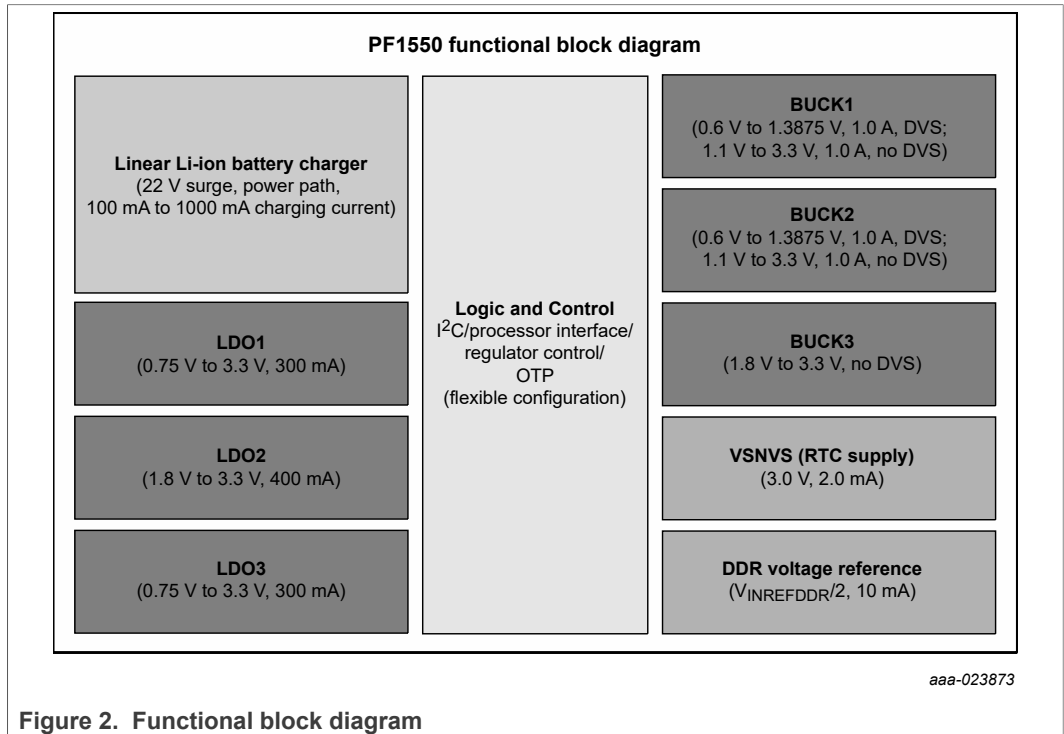 PF1550 functional block diagram
Linear Li-ion battery charger
(22 V surge, power path,
100 mA to 1000 mA charging current)
LDO1
(0.75 V to 3.3 V, 300 mA)
LDO2
(1.8 V to 3.3 V, 400 mA)
LDO3
(0.75 V to 3.3 V, 300 mA)
Logic and Control
I2C/processor interface/
regulator control/
OTP
(flexible configuration)
BUCK1
(0.6 V to 1.3875 V, 1.0 A, DVS;
1.1 V to 3.3 V, 1.0 A, no DVS)
BUCK2
(0.6 V to 1.3875 V, 1.0 A, DVS;
1.1 V to 3.3 V, 1.0 A, no DVS)
BUCK3
(1.8 V to 3.3 V, no DVS)
VSNVS (RTC supply)
(3.0 V, 2.0 mA)
DDR voltage reference
(VINREFDDR/2, 10 mA)
aaa-023873
Figure 2. Functional block diagram